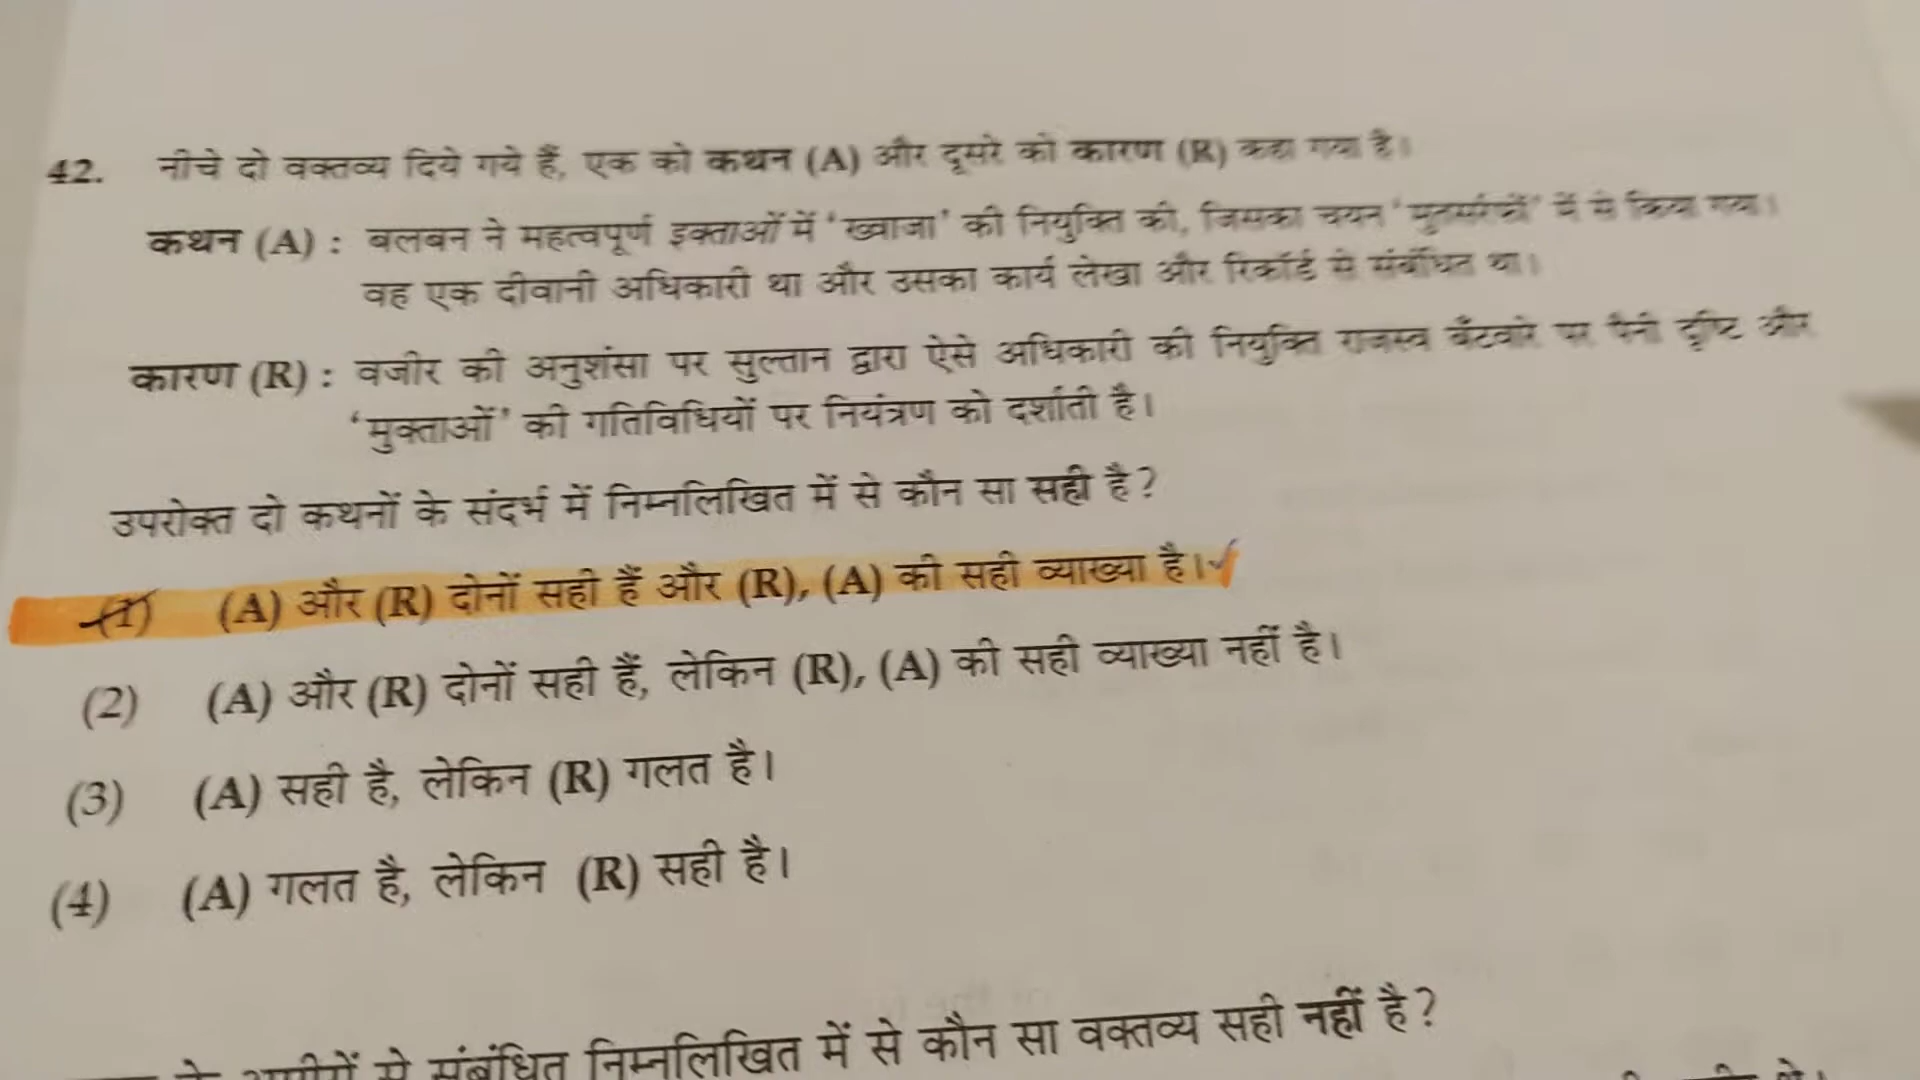 42. नीचे दो वक्तव्य दिये गये हैं, एक को कथन (A) और दूसरे को कारण (R) कहा गया है।
कथन (A) : बलबन ने महत्वपूर्ण इक्ताओं में 'ख्वाजा' की नियुक्ति की, जिसका चयन 'मुतसर्रिफों' में से किया गया।
वह एक दीवानी अधिकारी था और उसका कार्य लेखा और रिकॉर्ड से संबंधित था।
कारण (R) : वजीर की अनुशंसा पर सुल्तान द्वारा ऐसे अधिकारी की नियुक्ति राजस्व बँटवारे पर पैनी दृष्टि और
'मुक्ताओं' की गतिविधियों पर नियंत्रण को दर्शाती है।
उपरोक्त दो कथनों के संदर्भ में निम्नलिखित में से कौन सा सही है?
(1) (A) और (R) दोनों सही हैं और (R), (A) की सही व्याख्या है।
(2) (A) और (R) दोनों सही हैं, लेकिन (R), (A) की सही व्याख्या नहीं है।
(3) (A) सही है, लेकिन (R) गलत है।
(4) (A) गलत है, लेकिन (R) सही है।
से संबंधित निम्नलिखित में से कौन सा वक्तव्य सही नहीं है?